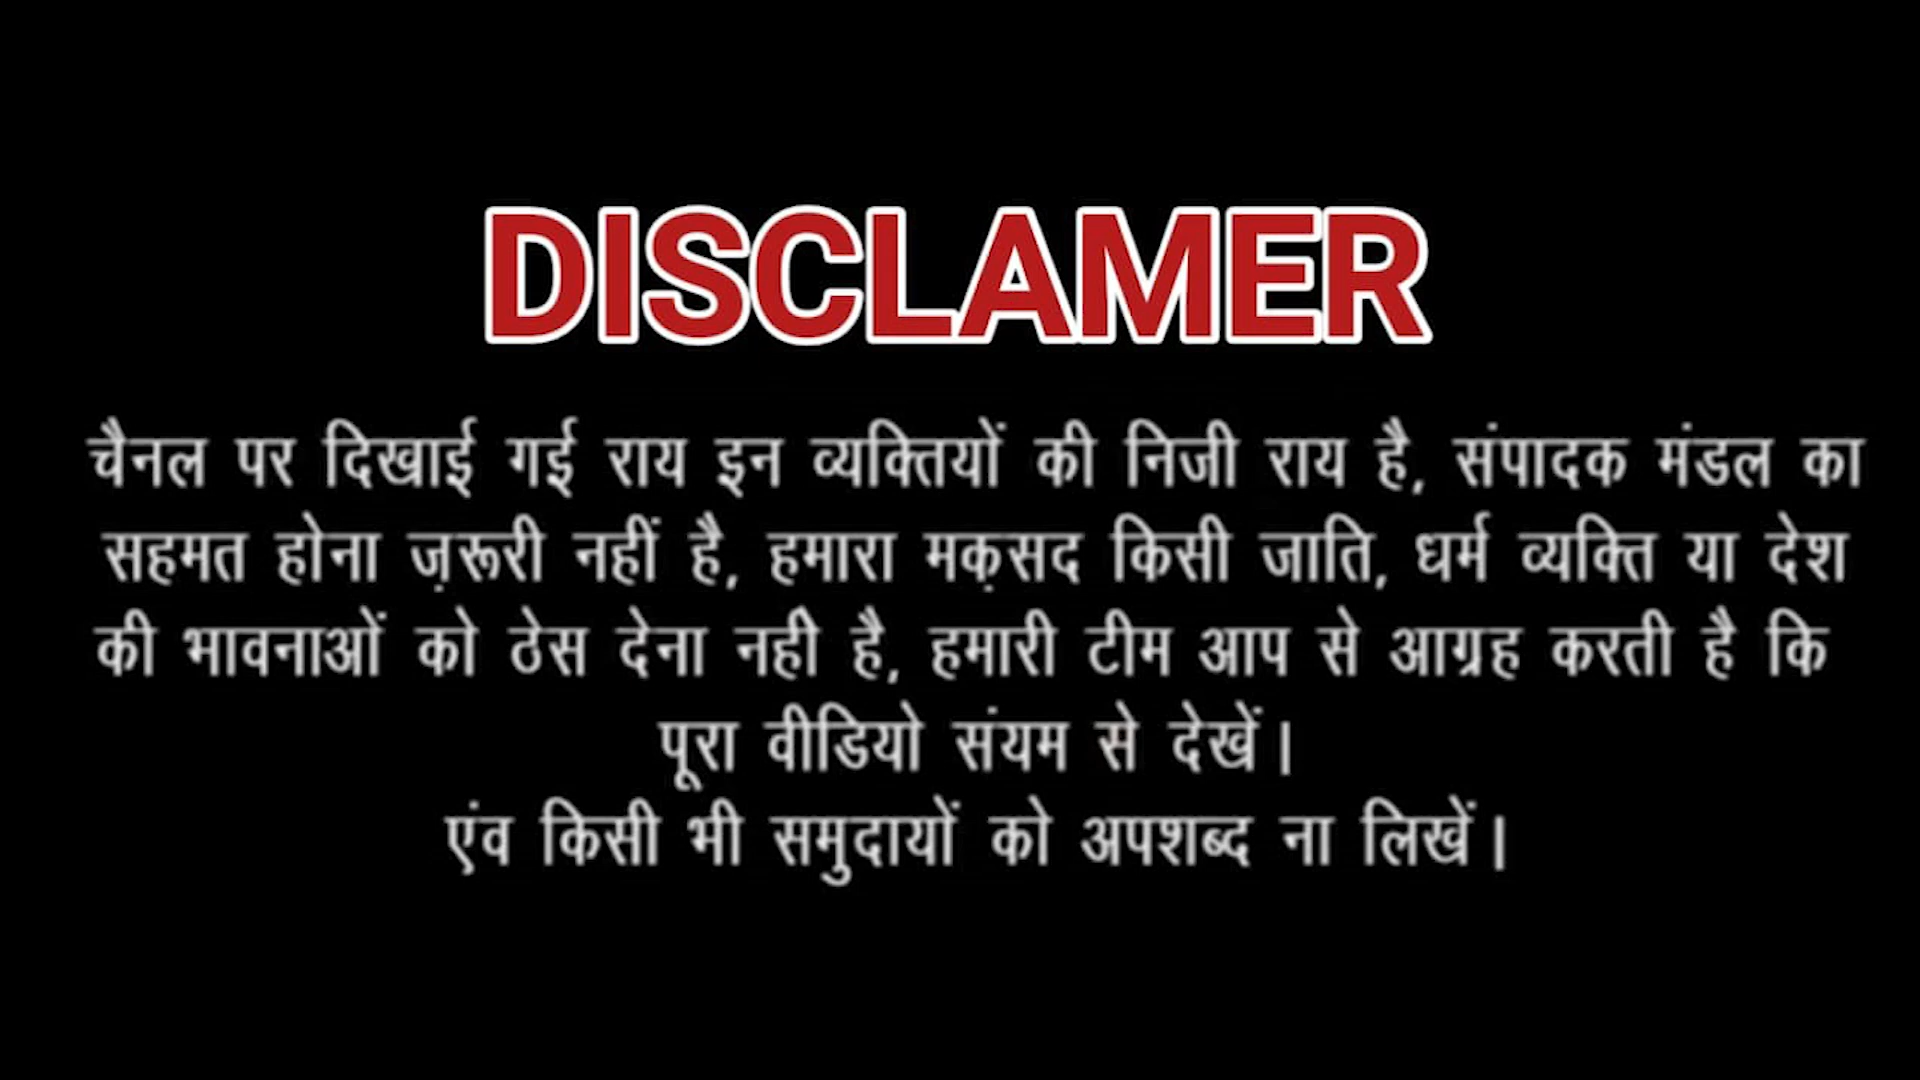 DISCLAMER
चैनल पर दिखाई गई राय इन व्यक्तियों की निजी राय है, संपादक मंडल का
सहमत होना ज़रूरी नहीं है, हमारा मक़सद किसी जाति, धर्म व्यक्ति या देश
की भावनाओं को ठेस देना नही है, हमारी टीम आप से आग्रह करती है कि
पूरा वीडियो संयम से देखें।
एंव किसी भी समुदायों को अपशब्द ना लिखें।